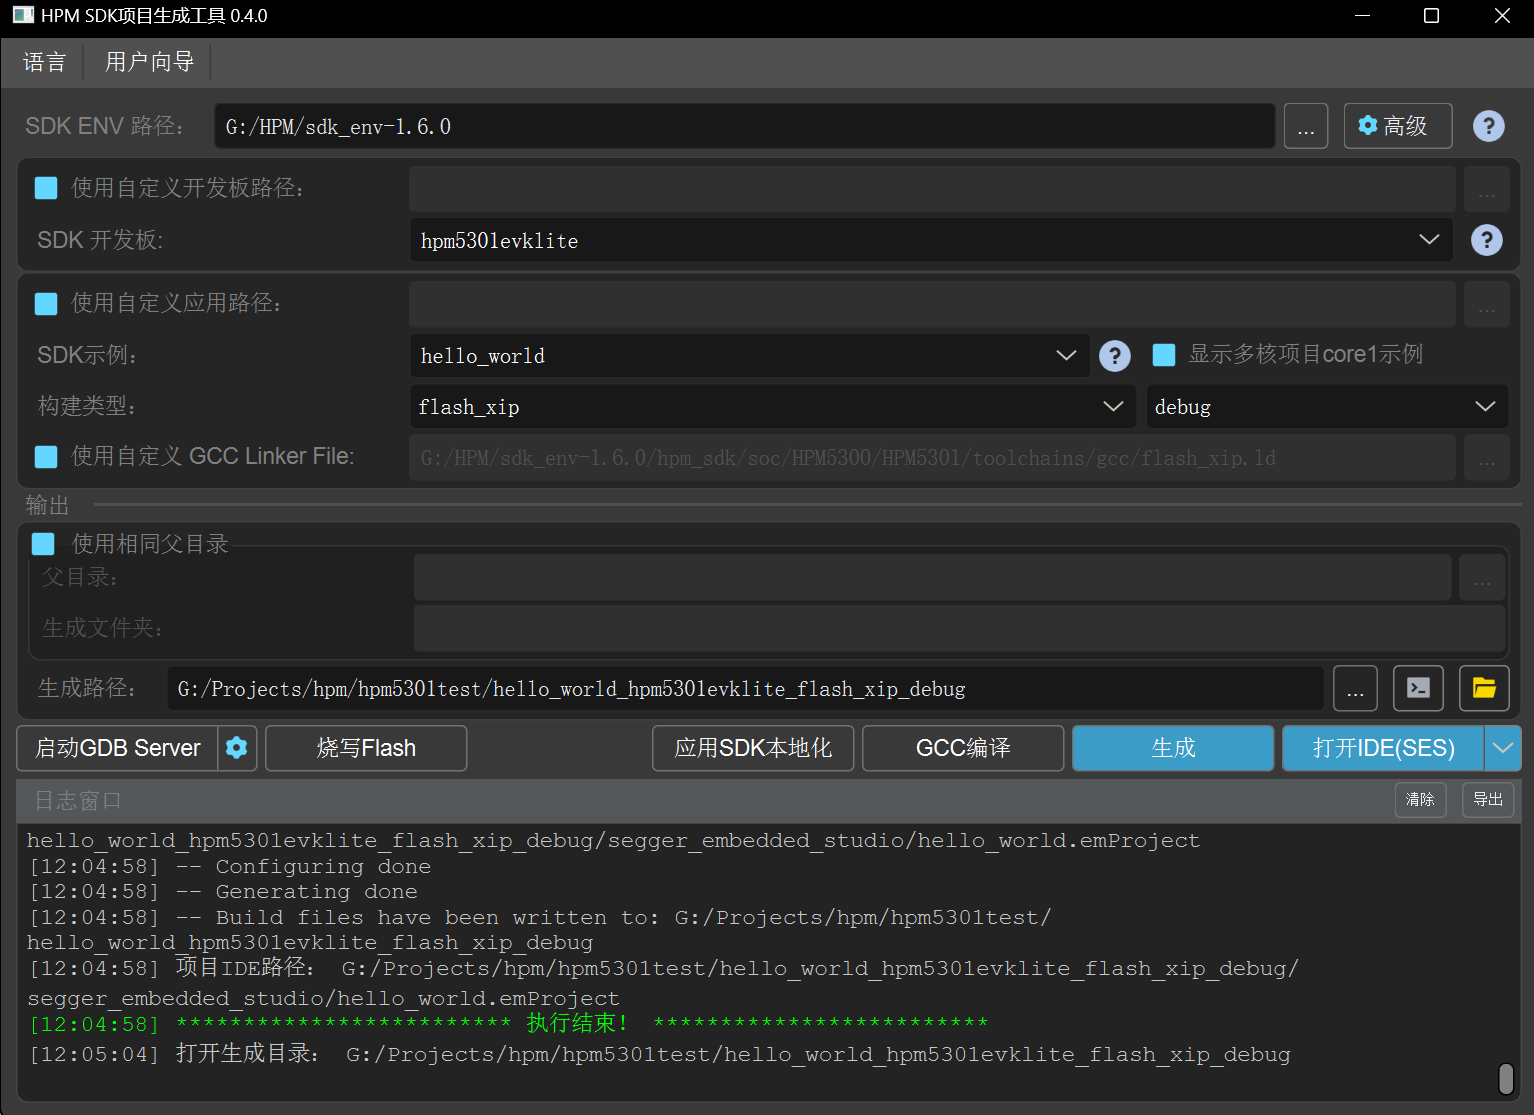 HPM SDK项目生成工具 0.4.0
语言 用户向导
SDK ENV 路径： G:/HPM/sdk_env-1.6.0 ... 高级 ?
使用自定义开发板路径： ...
SDK 开发板: hpm5301evklite ?
使用自定义应用路径： ...
SDK示例： hello_world ? 显示多核项目core1示例
构建类型： flash_xip debug
使用自定义 GCC Linker File: G:/HPM/sdk_env-1.6.0/hpm_sdk/soc/HPM5300/HPM5301/toolchains/gcc/flash_xip.ld ...
输出
使用相同父目录
父目录： ...
生成文件夹：
生成路径： G:/Projects/hpm/hpm5301test/hello_world_hpm5301evklite_flash_xip_debug ...
启动GDB Server 烧写Flash 应用SDK本地化 GCC编译 生成 打开IDE(SES)
日志窗口 清除 导出
hello_world_hpm5301evklite_flash_xip_debug/segger_embedded_studio/hello_world.emProject
[12:04:58] -- Configuring done
[12:04:58] -- Generating done
[12:04:58] -- Build files have been written to: G:/Projects/hpm/hpm5301test/
hello_world_hpm5301evklite_flash_xip_debug
[12:04:58] 项目IDE路径： G:/Projects/hpm/hpm5301test/hello_world_hpm5301evklite_flash_xip_debug/
segger_embedded_studio/hello_world.emProject
[12:04:58] ************************* 执行结束！ *************************
[12:05:04] 打开生成目录： G:/Projects/hpm/hpm5301test/hello_world_hpm5301evklite_flash_xip_debug